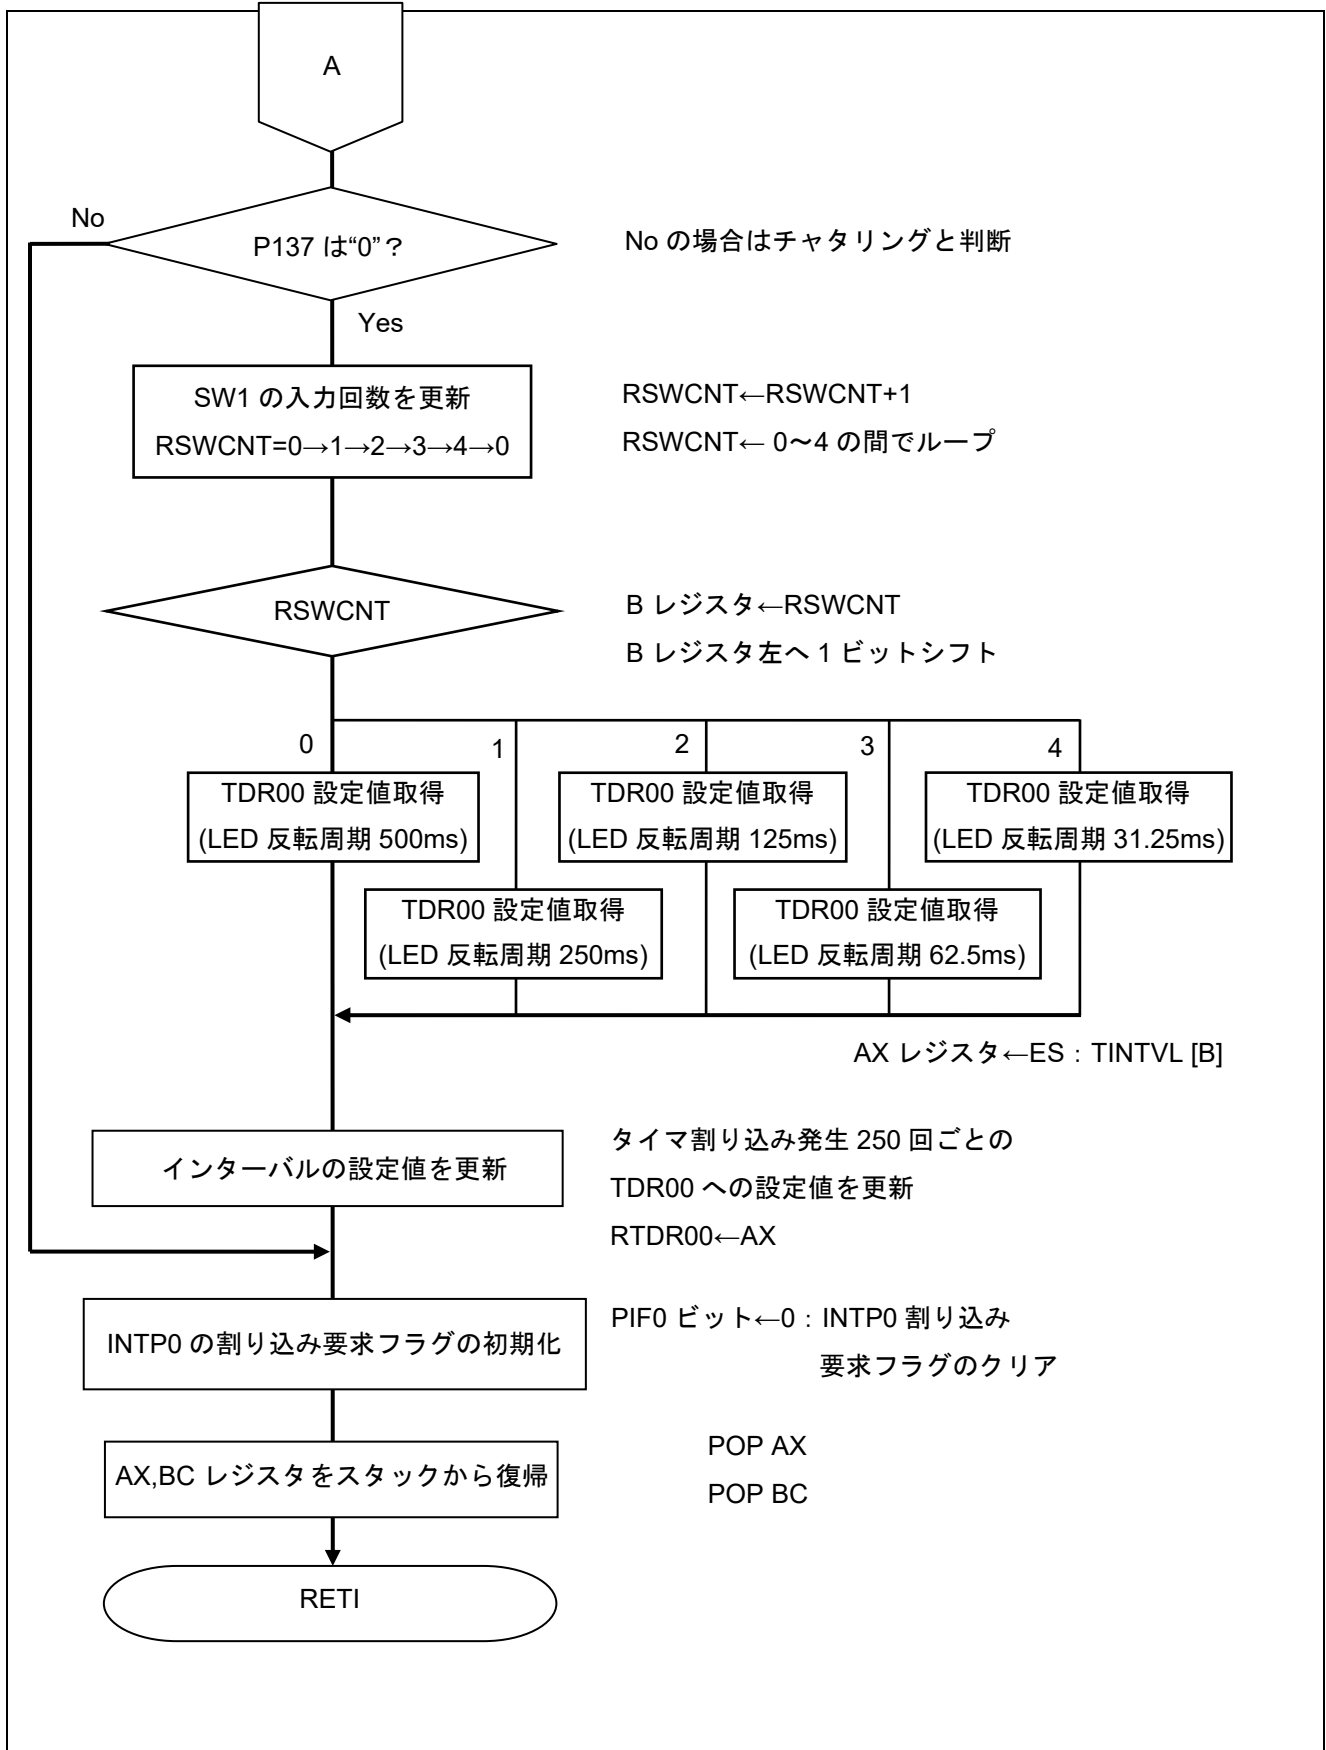 A
No
P137 は“0”？
No の場合はチャタリングと判断
Yes
SW1 の入力回数を更新
RSWCNT=0→1→2→3→4→0
RSWCNT←RSWCNT+1
RSWCNT← 0～4 の間でループ
RSWCNT
B レジスタ←RSWCNT
B レジスタ左へ 1 ビットシフト
0
1
2
3
4
TDR00 設定値取得
(LED 反転周期 500ms)
TDR00 設定値取得
(LED 反転周期 125ms)
TDR00 設定値取得
(LED 反転周期 31.25ms)
TDR00 設定値取得
(LED 反転周期 250ms)
TDR00 設定値取得
(LED 反転周期 62.5ms)
AX レジスタ←ES：TINTVL [B]
インターバルの設定値を更新
タイマ割り込み発生 250 回ごとの
TDR00 への設定値を更新
RTDR00←AX
INTP0 の割り込み要求フラグの初期化
PIF0 ビット←0：INTP0 割り込み
要求フラグのクリア
AX,BC レジスタをスタックから復帰
POP AX
POP BC
RETI